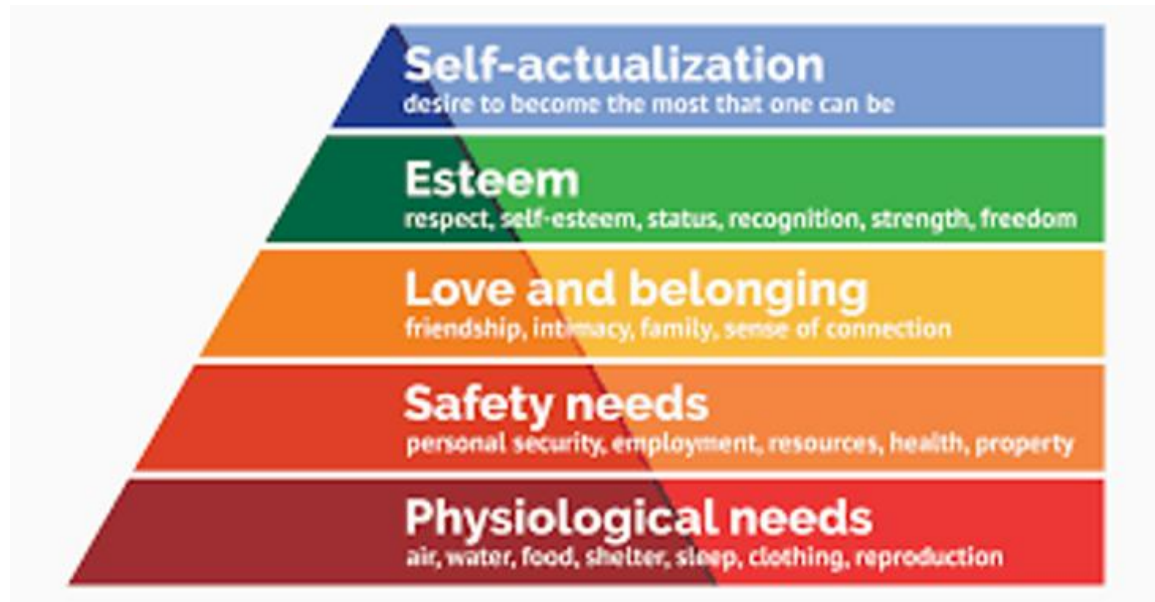 Self-actualization
desire to become the most that one can be
Esteem
respect, self-esteem, status, recognition, strength, freedom
Love and belonging
friendship, intimacy, family, sense of connection
Safety needs
personal security, employment, resources, health, property
Physiological needs
air, water, food, shelter, sleep, clothing, reproduction